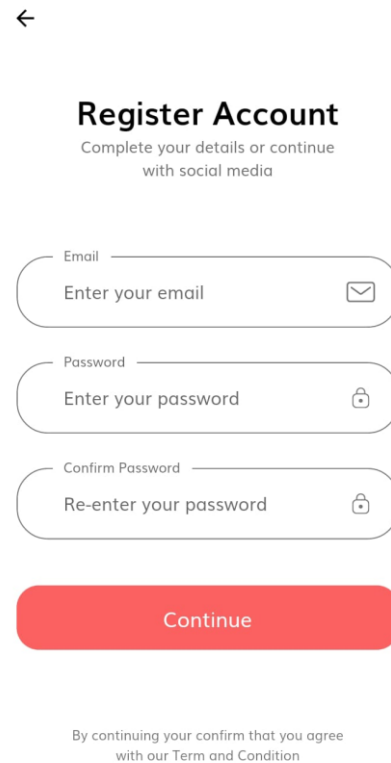 Register Account
Complete your details or continue
with social media
Email
Enter your email
Password
Enter your password
Confirm Password
Re-enter your password
Continue
By continuing your confirm that you agree
with our Term and Condition